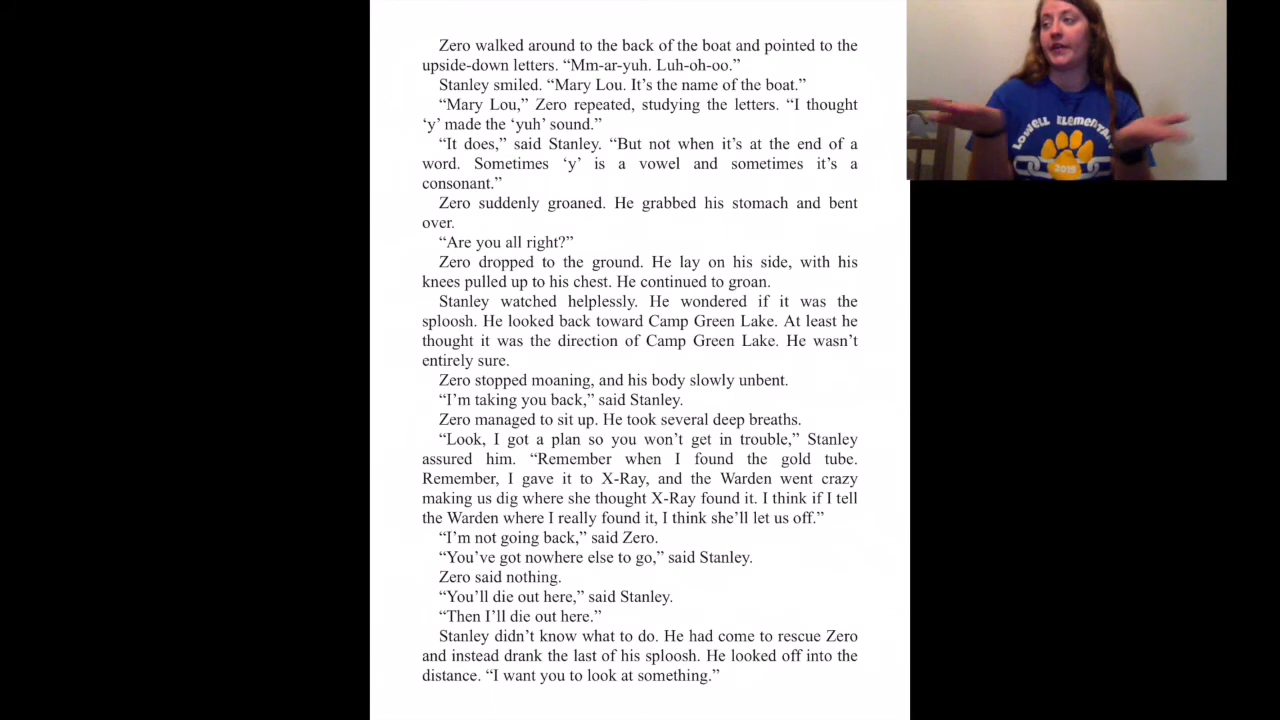 Zero walked around to the back of the boat and pointed to the
upside-down letters. “Mm-ar-yuh. Luh-oh-oo.”
Stanley smiled. “Mary Lou. It’s the name of the boat.”
“Mary Lou,” Zero repeated, studying the letters. “I thought
‘y’ made the ‘yuh’ sound.”
“It does,” said Stanley. “But not when it’s at the end of a
word. Sometimes ‘y’ is a vowel and sometimes it’s a
consonant.”
Zero suddenly groaned. He grabbed his stomach and bent
over.
“Are you all right?”
Zero dropped to the ground. He lay on his side, with his
knees pulled up to his chest. He continued to groan.
Stanley watched helplessly. He wondered if it was the
sploosh. He looked back toward Camp Green Lake. At least he
thought it was the direction of Camp Green Lake. He wasn’t
entirely sure.
Zero stopped moaning, and his body slowly unbent.
“I’m taking you back,” said Stanley.
Zero managed to sit up. He took several deep breaths.
“Look, I got a plan so you won’t get in trouble,” Stanley
assured him. “Remember when I found the gold tube.
Remember, I gave it to X-Ray, and the Warden went crazy
making us dig where she thought X-Ray found it. I think if I tell
the Warden where I really found it, I think she’ll let us off.”
“I’m not going back,” said Zero.
“You’ve got nowhere else to go,” said Stanley.
Zero said nothing.
“You’ll die out here,” said Stanley.
“Then I’ll die out here.”
Stanley didn’t know what to do. He had come to rescue Zero
and instead drank the last of his sploosh. He looked off into the
distance. “I want you to look at something.”
LOWELL ELEMENTARY
2019